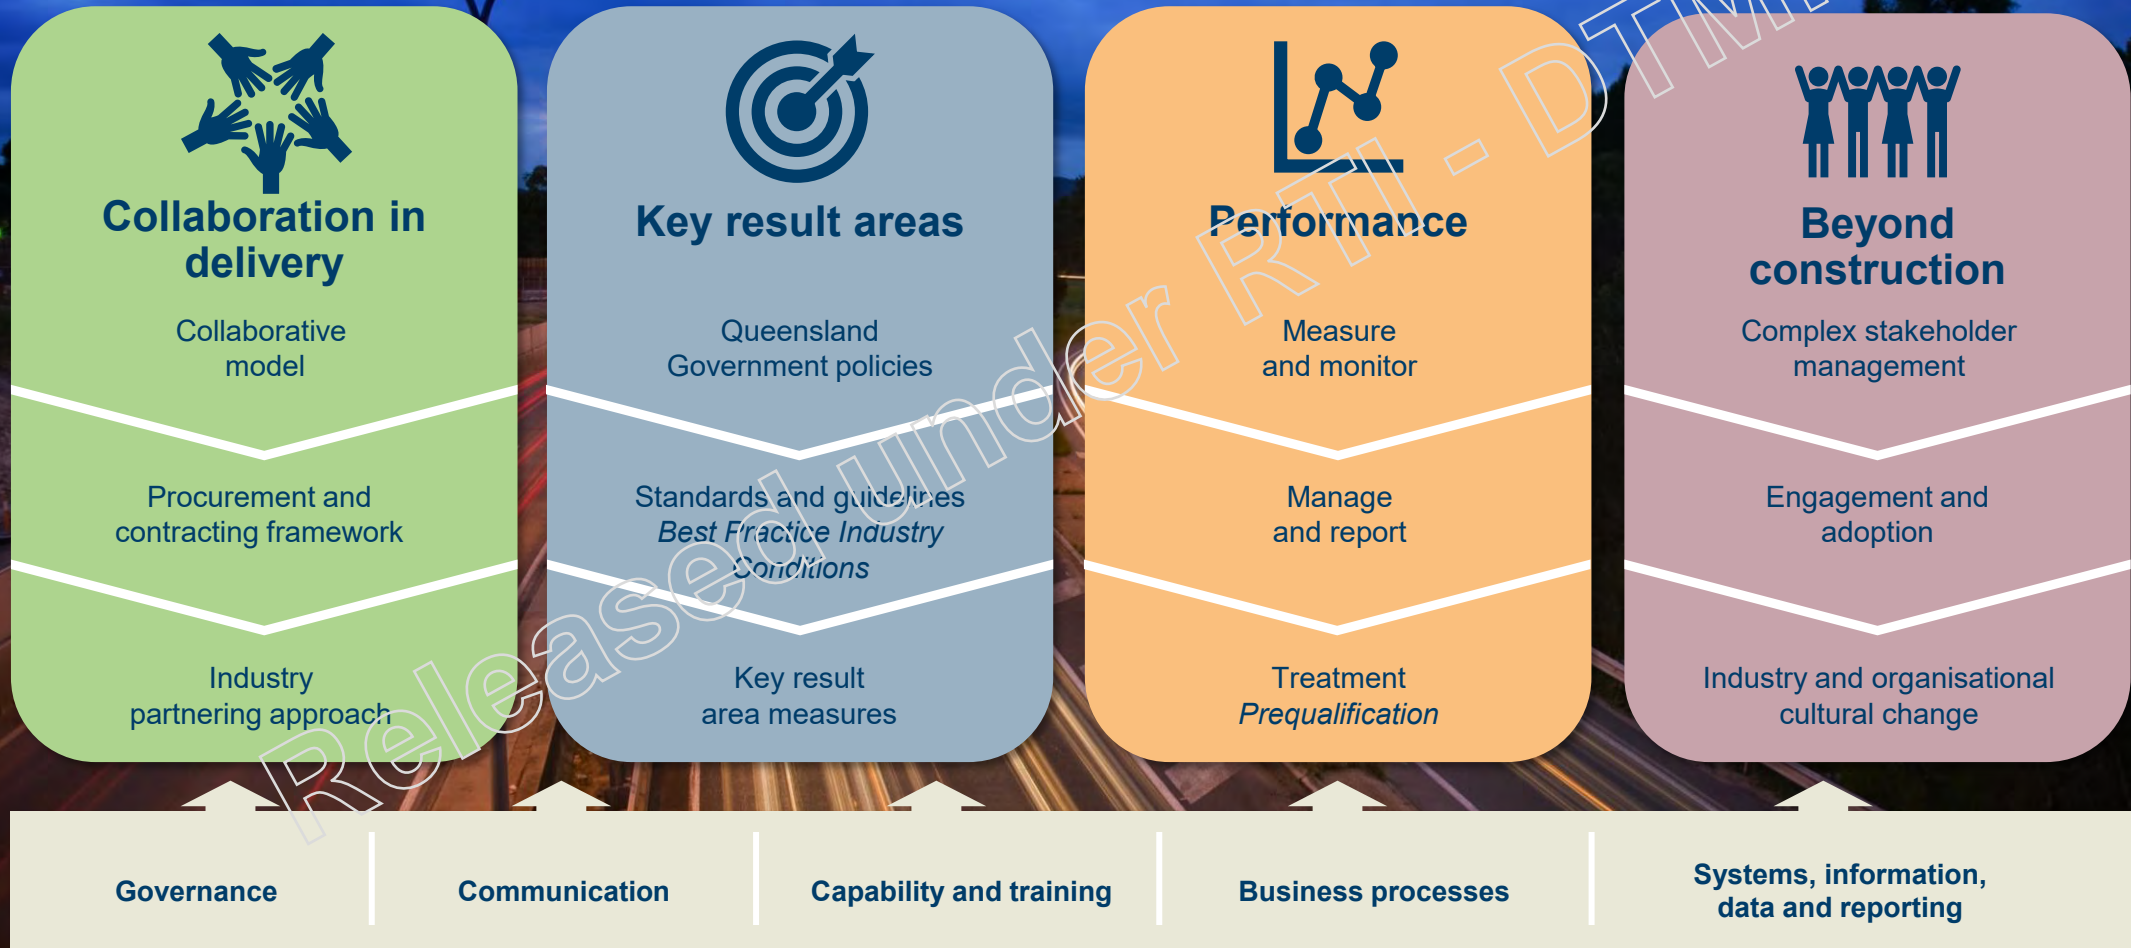 Collaboration in
delivery
Collaborative
model
Procurement and
contracting framework
Industry
partnering approach
Key result areas
Queensland
Government policies
Standards and guidelines
Best Practice Industry
Conditions
Key result
area measures
Performance
Measure
and monitor
Manage
and report
Treatment
Prequalification
Beyond
construction
Complex stakeholder
management
Engagement and
adoption
Industry and organisational
cultural change
Governance
Communication
Capability and training
Business processes
Systems, information,
data and reporting
Released under RTI - DTMR